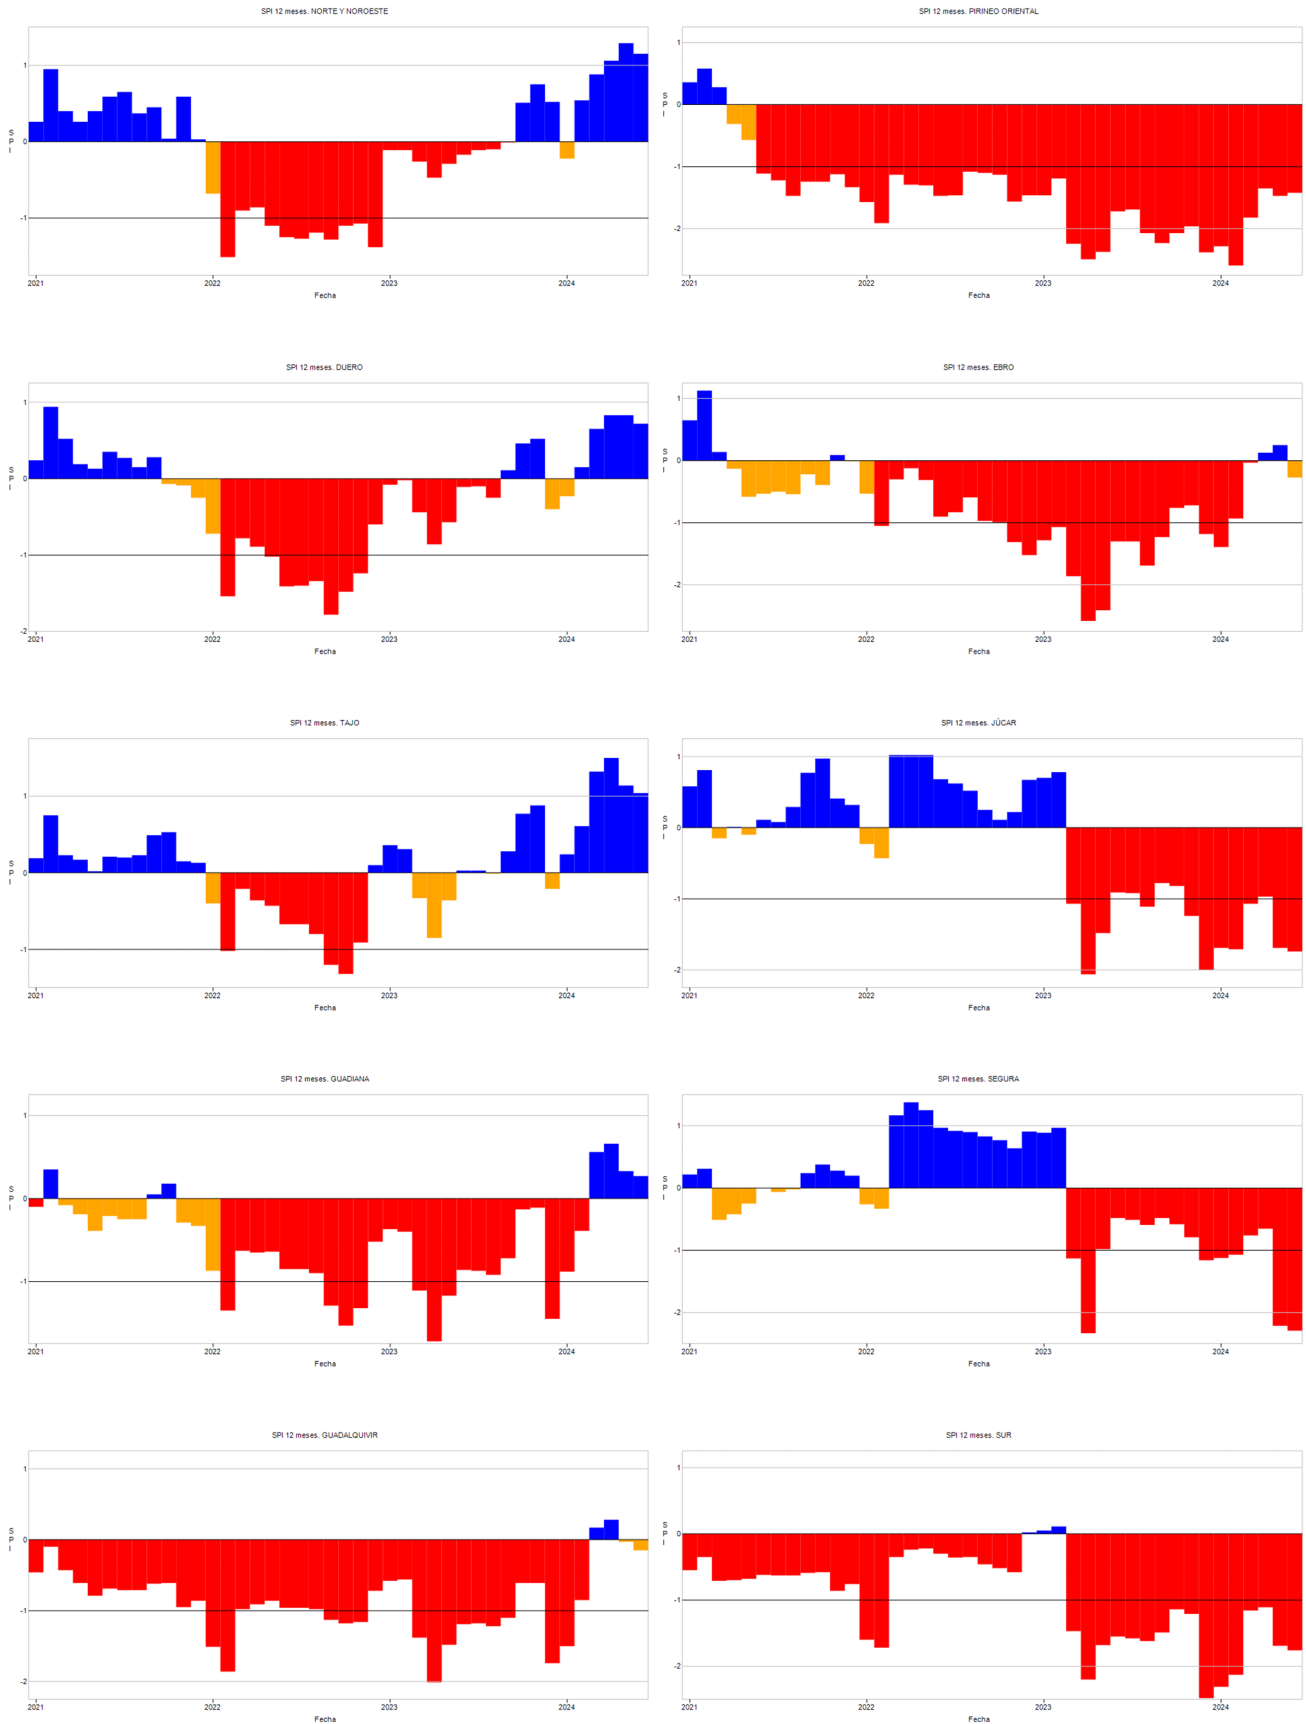 SPI 12 meses. NORTE Y NOROESTE
1
0
-1
S
P
I
2021 2022 2023 2024
Fecha
SPI 12 meses. PIRINEO ORIENTAL
1
0
-1
-2
S
P
I
2021 2022 2023 2024
Fecha
SPI 12 meses. DUERO
1
0
-1
-2
S
P
I
2021 2022 2023 2024
Fecha
SPI 12 meses. EBRO
1
0
-1
-2
S
P
I
2021 2022 2023 2024
Fecha
SPI 12 meses. TAJO
1
0
-1
S
P
I
2021 2022 2023 2024
Fecha
SPI 12 meses. JÚCAR
1
0
-1
-2
S
P
I
2021 2022 2023 2024
Fecha
SPI 12 meses. GUADIANA
1
0
-1
S
P
I
2021 2022 2023 2024
Fecha
SPI 12 meses. SEGURA
1
0
-1
-2
S
P
I
2021 2022 2023 2024
Fecha
SPI 12 meses. GUADALQUIVIR
1
0
-1
-2
S
P
I
2021 2022 2023 2024
Fecha
SPI 12 meses. SUR
1
0
-1
-2
S
P
I
2021 2022 2023 2024
Fecha